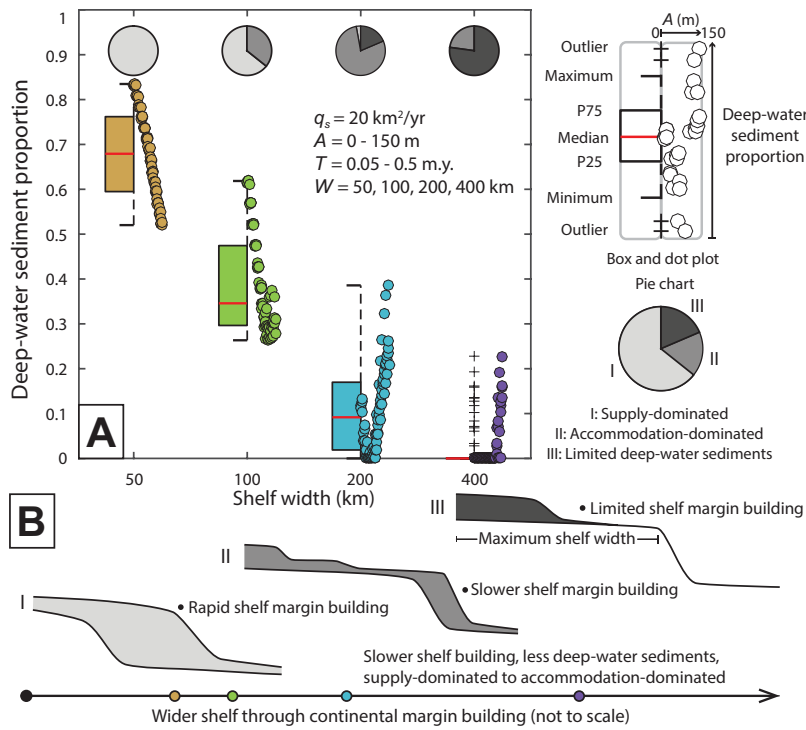 1
0.9
0.8
0.7
0.6
0.5
0.4
0.3
0.2
0.1
0
Deep-water sediment proportion
qs = 20 km²/yr
A = 0 - 150 m
T = 0.05 - 0.5 m.y.
W = 50, 100, 200, 400 km
A
50
100
200
400
Shelf width (km)
A (m)
0
150
Outlier
Maximum
P75
Median
P25
Minimum
Outlier
Deep-water
sediment
proportion
Box and dot plot
Pie chart
III
II
I
I: Supply-dominated
II: Accommodation-dominated
III: Limited deep-water sediments
B
III
• Limited shelf margin building
Maximum shelf width
II
• Slower shelf margin building
I
• Rapid shelf margin building
Slower shelf building, less deep-water sediments,
supply-dominated to accommodation-dominated
Wider shelf through continental margin building (not to scale)